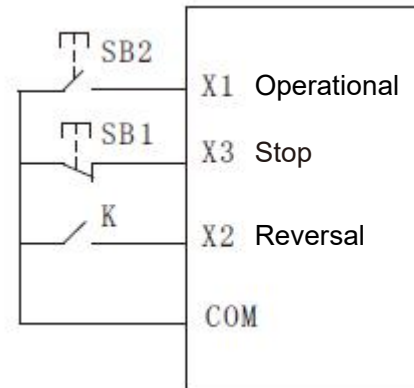 SB2
X1 Operational
SB1
X3 Stop
K
X2 Reversal
COM